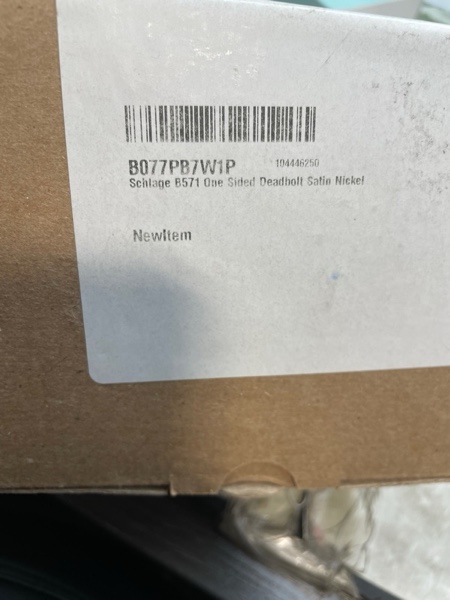 B077PB7W1P 104446250
Schlage B571 One Sided Deadbolt Satin Nickel
NewItem